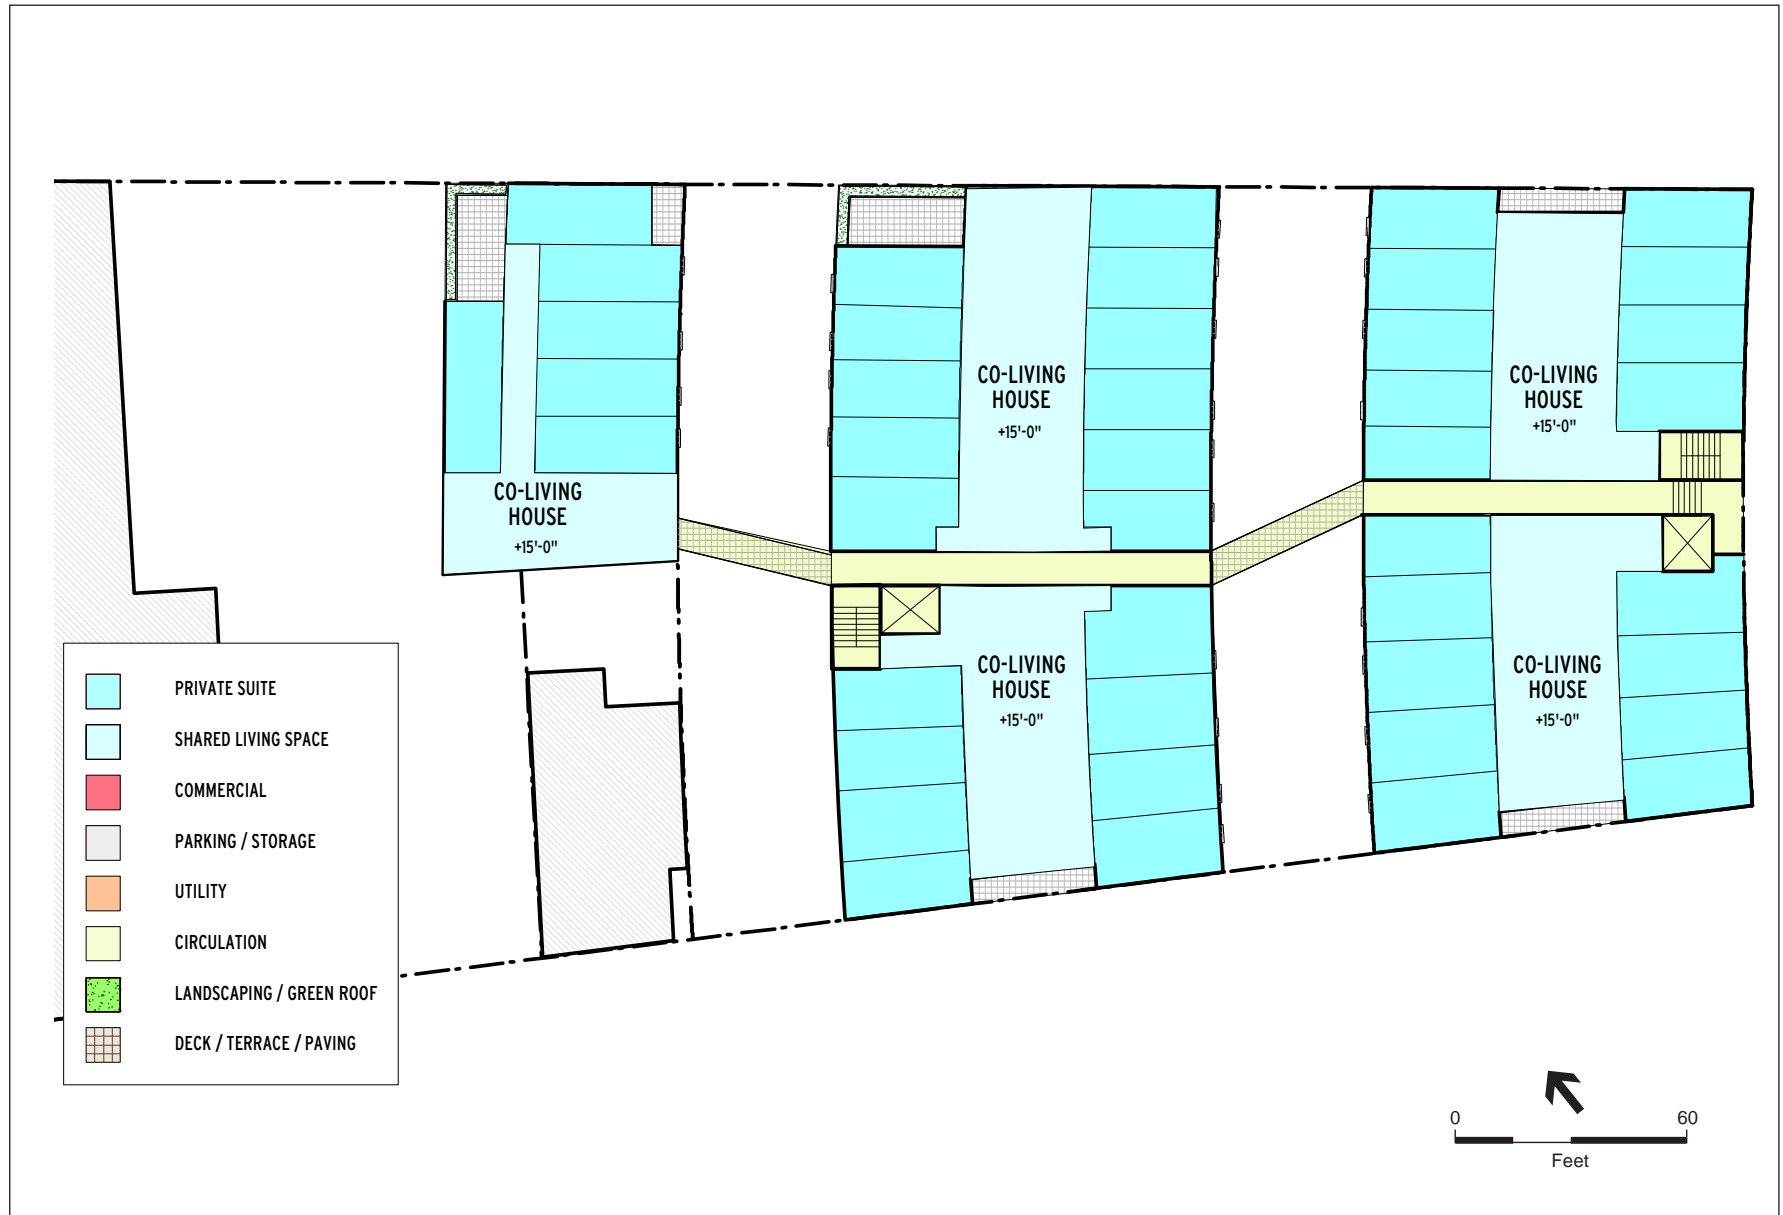 CO-LIVING
HOUSE
+15'-0"
CO-LIVING
HOUSE
+15'-0"
CO-LIVING
HOUSE
+15'-0"
CO-LIVING
HOUSE
+15'-0"
CO-LIVING
HOUSE
+15'-0"
PRIVATE SUITE
SHARED LIVING SPACE
COMMERCIAL
PARKING / STORAGE
UTILITY
CIRCULATION
LANDSCAPING / GREEN ROOF
DECK / TERRACE / PAVING
0 60
Feet